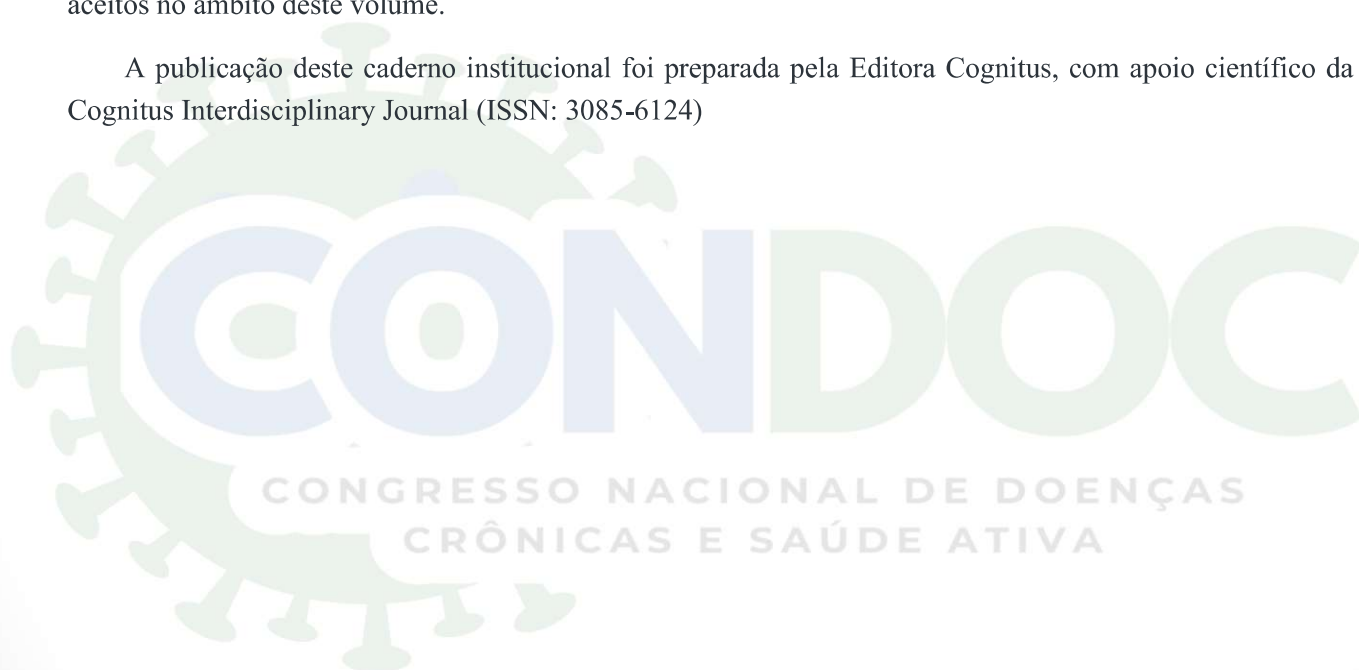 aceitos no âmbito deste volume.
A publicação deste caderno institucional foi preparada pela Editora Cognitus, com apoio científico da
Cognitus Interdisciplinary Journal (ISSN: 3085-6124)
CONDOC
CONGRESSO NACIONAL DE DOENÇAS
CRÔNICAS E SAÚDE ATIVA